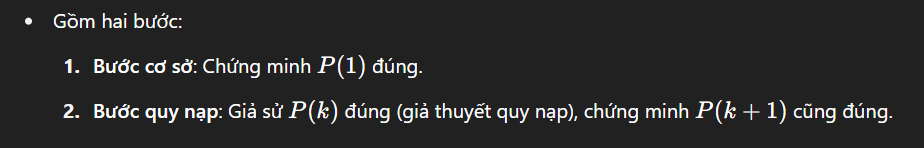 • Gồm hai bước:
1. Bước cơ sở: Chứng minh P(1) đúng.
2. Bước quy nạp: Giả sử P(k) đúng (giả thuyết quy nạp), chứng minh P(k + 1) cũng đúng.